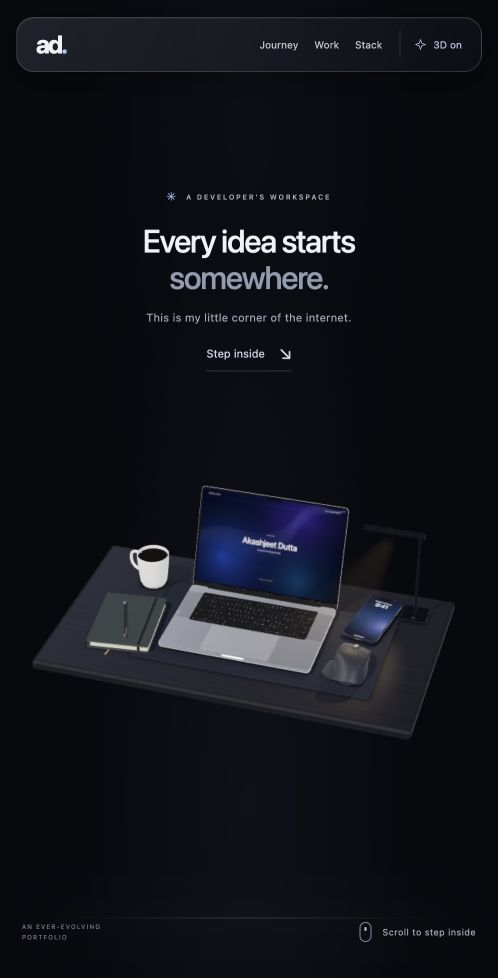 ad.
Journey
Work
Stack
3D on
A DEVELOPER'S WORKSPACE
Every idea starts
somewhere.
This is my little corner of the internet.
Step inside
Akashjeet Dutta
9:41
AN EVER-EVOLVING
PORTFOLIO
Scroll to step inside